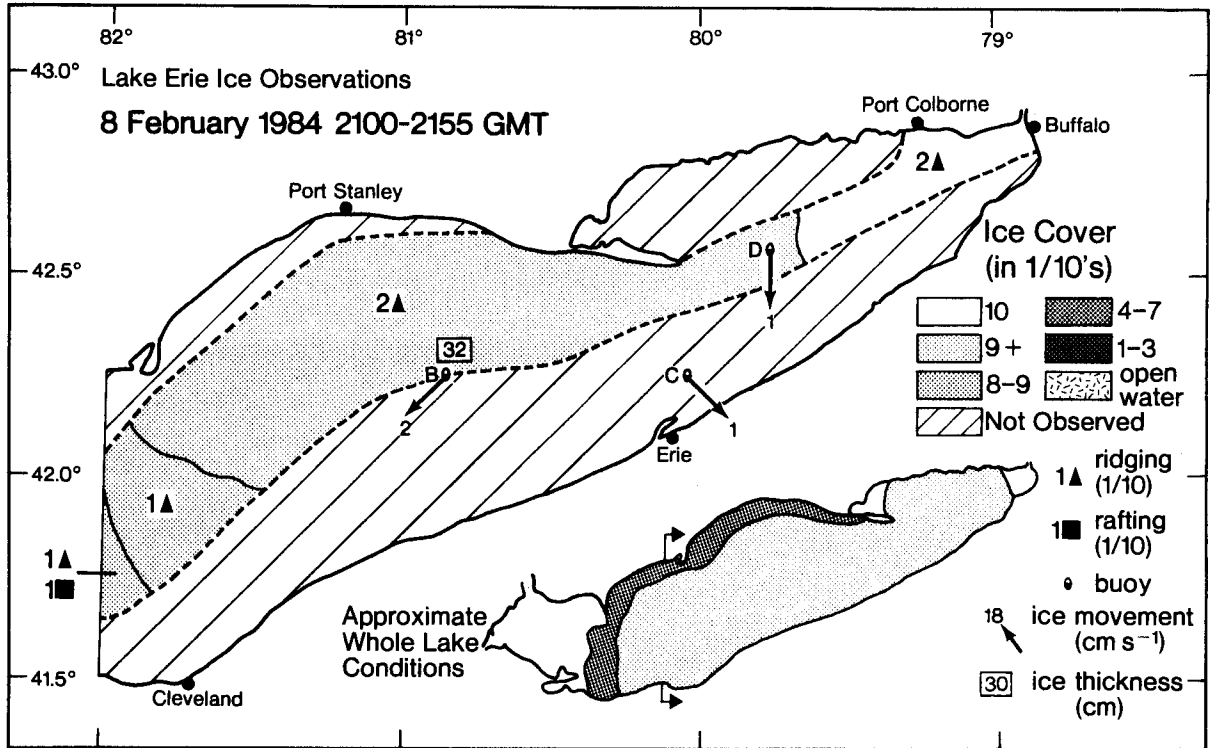 82°
81°
80°
79°
43.0°
Lake Erie Ice Observations
8 February 1984 2100-2155 GMT
Port Colborne
Buffalo
2▲
Port Stanley
42.5°
D
1
2▲
32
B
2
C
1
Erie
Ice Cover
(in 1/10's)
10
4-7
9+
1-3
8-9
open
water
Not Observed
42.0°
1▲
1▲
1■
1▲ ridging
(1/10)
1■ rafting
(1/10)
buoy
18 ice movement
(cm s⁻¹)
30 ice thickness
(cm)
Approximate
Whole Lake
Conditions
41.5°
Cleveland